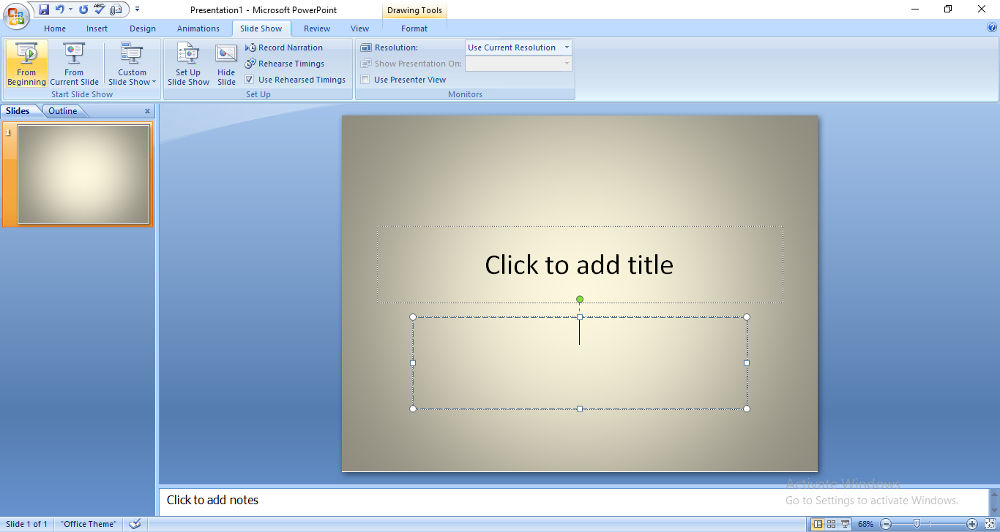 Presentation1 - Microsoft PowerPoint
Drawing Tools
Home Insert Design Animations Slide Show Review View Format
From Beginning
From Current Slide
Custom Slide Show
Start Slide Show
Set Up Slide Show
Hide Slide
Record Narration
Rehearse Timings
Use Rehearsed Timings
Set Up
Resolution: Use Current Resolution
Show Presentation On:
Use Presenter View
Monitors
Slides Outline x
1
Click to add title
Click to add notes
Activate Windows
Go to Settings to activate Windows.
Slide 1 of 1 "Office Theme" 68%